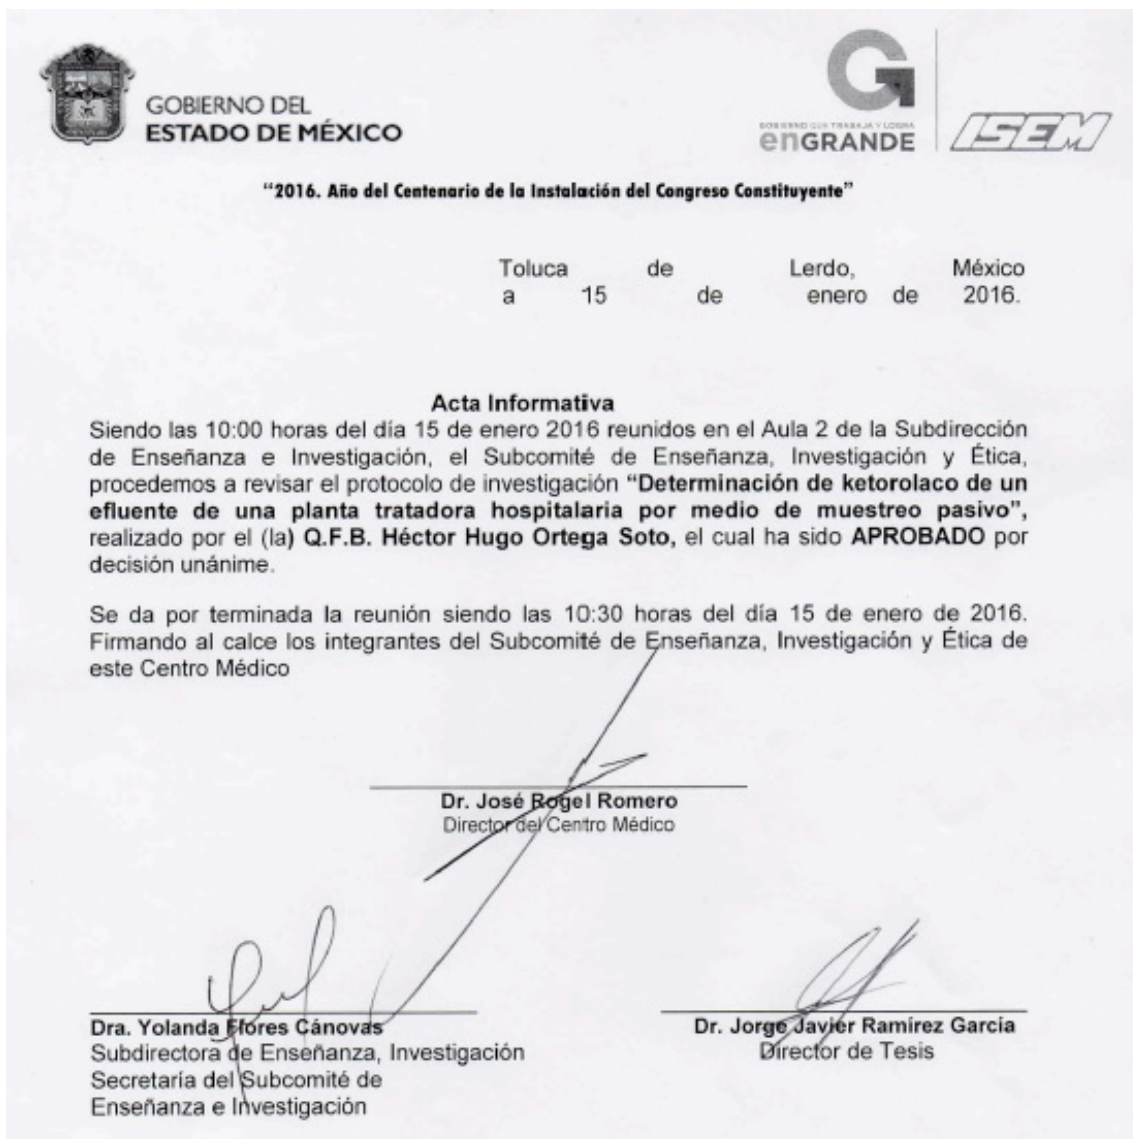 GOBIERNO DEL
ESTADO DE MÉXICO
GOBIERNO QUE TRABAJA Y LOGRA
enGRANDE
ISEM
“2016. Año del Centenario de la Instalación del Congreso Constituyente”
Toluca de Lerdo, México
a 15 de enero de 2016.
Acta Informativa
Siendo las 10:00 horas del día 15 de enero 2016 reunidos en el Aula 2 de la Subdirección
de Enseñanza e Investigación, el Subcomité de Enseñanza, Investigación y Ética,
procedemos a revisar el protocolo de investigación “Determinación de ketorolaco de un
efluente de una planta tratadora hospitalaria por medio de muestreo pasivo”,
realizado por el (la) Q.F.B. Héctor Hugo Ortega Soto, el cual ha sido APROBADO por
decisión unánime.
Se da por terminada la reunión siendo las 10:30 horas del día 15 de enero de 2016.
Firmando al calce los integrantes del Subcomité de Enseñanza, Investigación y Ética de
este Centro Médico
Dr. José Rogel Romero
Director del Centro Médico
Dra. Yolanda Flores Cánovas
Subdirectora de Enseñanza, Investigación
Secretaría del Subcomité de
Enseñanza e Investigación
Dr. Jorge Javier Ramírez García
Director de Tesis